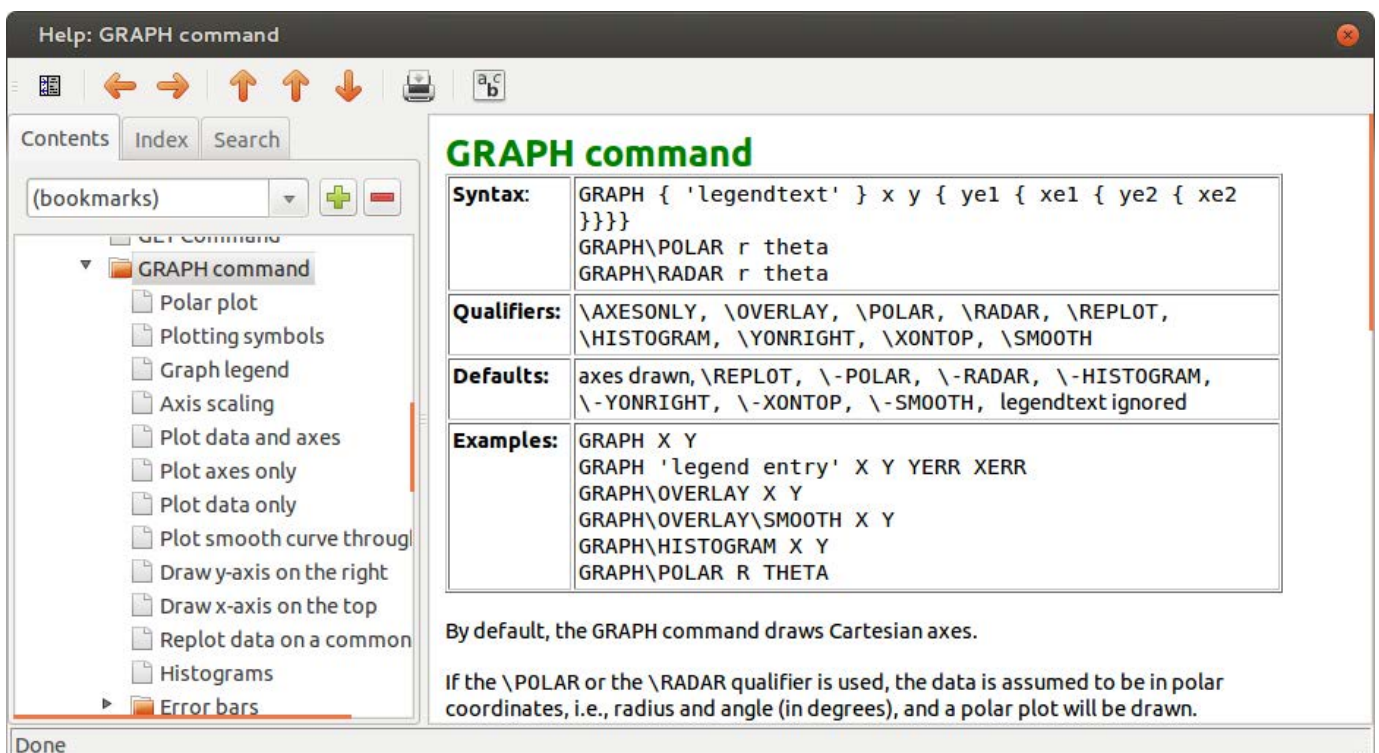 Help: GRAPH command
Contents
Index
Search
(bookmarks)
GET Command
GRAPH command
Polar plot
Plotting symbols
Graph legend
Axis scaling
Plot data and axes
Plot axes only
Plot data only
Plot smooth curve through
Draw y-axis on the right
Draw x-axis on the top
Replot data on a common
Histograms
Error bars
GRAPH command
Syntax: GRAPH { 'legendtext' } x y { ye1 { xe1 { ye2 { xe2
}}}}
GRAPH\POLAR r theta
GRAPH\RADAR r theta
Qualifiers: \AXESONLY, \OVERLAY, \POLAR, \RADAR, \REPLOT,
\HISTOGRAM, \YONRIGHT, \XONTOP, \SMOOTH
Defaults: axes drawn, \REPLOT, \-POLAR, \-RADAR, \-HISTOGRAM,
\-YONRIGHT, \-XONTOP, \-SMOOTH, legendtext ignored
Examples: GRAPH X Y
GRAPH 'legend entry' X Y YERR XERR
GRAPH\OVERLAY X Y
GRAPH\OVERLAY\SMOOTH X Y
GRAPH\HISTOGRAM X Y
GRAPH\POLAR R THETA
By default, the GRAPH command draws Cartesian axes.
If the \POLAR or the \RADAR qualifier is used, the data is assumed to be in polar
coordinates, i.e., radius and angle (in degrees), and a polar plot will be drawn.
Done